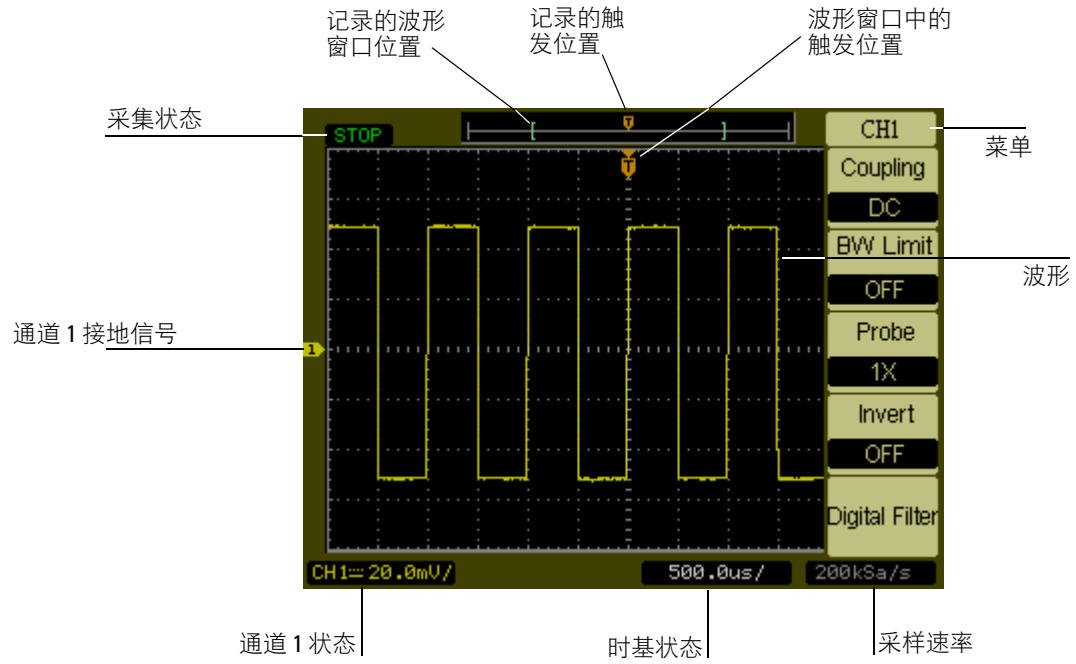 记录的波形
窗口位置
记录的触
发位置
波形窗口中的
触发位置
采集状态
菜单
波形
通道 1 接地信号
STOP
T
T
1
CH1
Coupling
DC
BW Limit
OFF
Probe
1X
Invert
OFF
Digital Filter
CH1 20.0mV/
500.0us/
200kSa/s
通道 1 状态
时基状态
采样速率